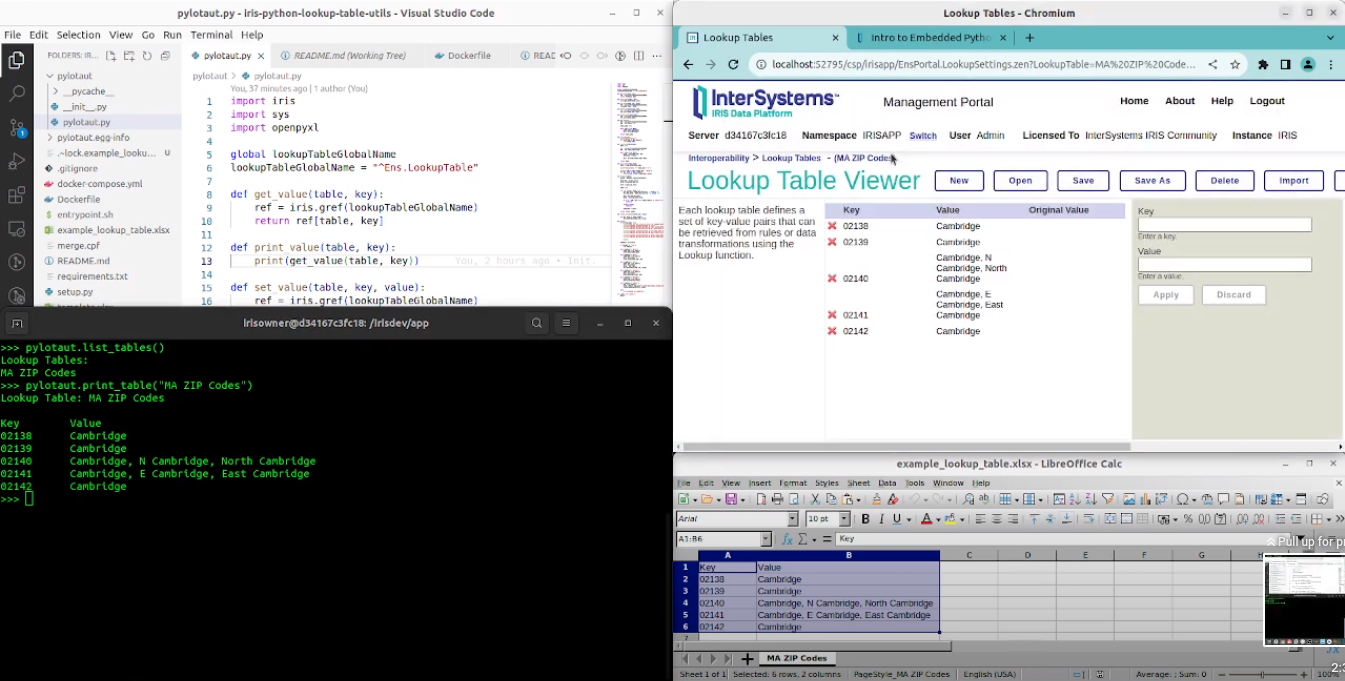 pylotaut.py - iris-python-lookup-table-utils - Visual Studio Code
File Edit Selection View Go Run Terminal Help
FOLDERS: IR...
pylotaut.py
README.md (Working Tree)
Dockerfile
READ
pylotaut
__pycache__
__init__.py
pylotaut.py
pylotaut.egg-info
.~lock.example_looku... U
.gitignore
docker-compose.yml
Dockerfile
entrypoint.sh
example_lookup_table.xlsx
merge.cpf
README.md
requirements.txt
setup.py
1
pylotaut > pylotaut.py
You, 37 minutes ago | 1 author (You)
1 import iris
2 import sys
3 import openpyxl
4
5 global lookupTableGlobalName
6 lookupTableGlobalName = "^Ens.LookupTable"
7
8 def get_value(table, key):
9 ref = iris.gref(lookupTableGlobalName)
10 return ref[table, key]
11
12 def print_value(table, key):
13 print(get_value(table, key)) You, 2 hours ago • Init.
14
15 def set_value(table, key, value):
16 ref = iris.gref(lookupTableGlobalName)
irisowner@d34167c3fc18: /irisdev/app
>>> pylotaut.list_tables()
Lookup Tables:
MA ZIP Codes
>>> pylotaut.print_table("MA ZIP Codes")
Lookup Table: MA ZIP Codes
Key Value
02138 Cambridge
02139 Cambridge
02140 Cambridge, N Cambridge, North Cambridge
02141 Cambridge, E Cambridge, East Cambridge
02142 Cambridge
>>>
Lookup Tables - Chromium
Lookup Tables
Intro to Embedded Pytho
localhost:52795/csp/irisapp/EnsPortal.LookupSettings.zen?LookupTable=MA%20ZIP%20Code...
InterSystems™
IRIS Data Platform
Management Portal
Home About Help Logout
Server d34167c3fc18 Namespace IRISAPP Switch User Admin Licensed To InterSystems IRIS Community Instance IRIS
Interoperability > Lookup Tables - (MA ZIP Codes)
Lookup Table Viewer
New Open Save Save As Delete Import
Each lookup table defines a
set of key-value pairs that can
be retrieved from rules or data
transformations using the
Lookup function.
Key Value Original Value
02138 Cambridge
02139 Cambridge
Cambridge, N
Cambridge, North
02140 Cambridge
Cambridge, E
Cambridge, East
02141 Cambridge
02142 Cambridge
Key
Enter a key.
Value
Enter a value.
Apply Discard
example_lookup_table.xlsx - LibreOffice Calc
File Edit View Insert Format Styles Sheet Data Tools Window Help
Arial 10 pt
A1:B6 Key
Pull up for pr
A B C D E F G H
1 Key Value
2 02138 Cambridge
3 02139 Cambridge
4 02140 Cambridge, N Cambridge, North Cambridge
5 02141 Cambridge, E Cambridge, East Cambridge
6 02142 Cambridge
7
MA ZIP Codes
Sheet 1 of 1 Selected: 6 rows, 2 columns PageStyle_MA ZIP Codes English (USA) Average: ; Sum: 0 100%